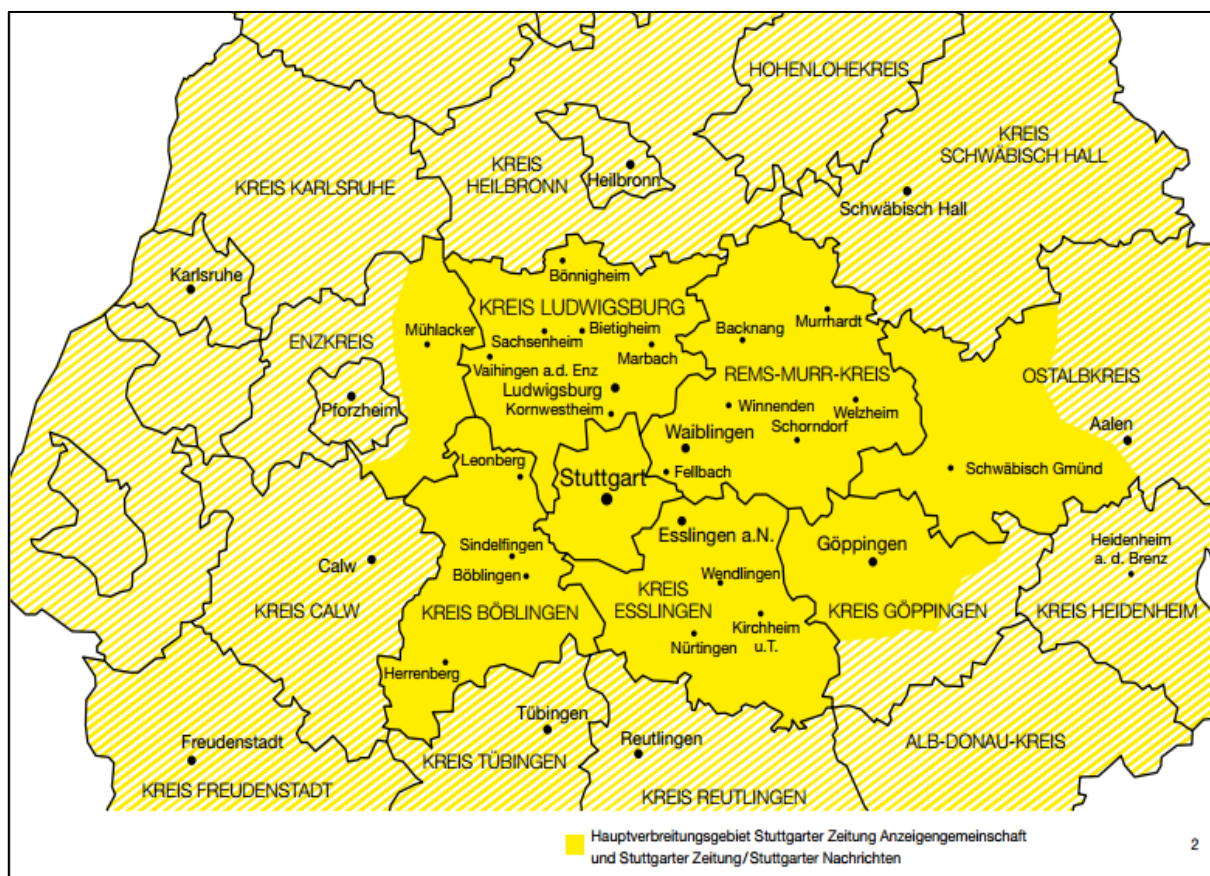 HOHENLOHEKREIS
KREIS
SCHWÄBISCH HALL
KREIS
HEILBRONN
Heilbronn
KREIS KARLSRUHE
Schwäbisch Hall
Karlsruhe
Bönnigheim
KREIS LUDWIGSBURG
Mühlacker
Sachsenheim
Bietigheim
Marbach
Backnang
Murrhardt
ENZKREIS
Vaihingen a.d. Enz
Ludwigsburg
Kornwestheim
REMS-MURR-KREIS
OSTALBKREIS
Pforzheim
Winnenden
Welzheim
Schorndorf
Aalen
Waiblingen
Leonberg
Stuttgart
Fellbach
Schwäbisch Gmünd
Esslingen a.N.
Göppingen
Heidenheim
a. d. Brenz
Sindelfingen
Böblingen
Calw
Wendlingen
KREIS CALW
KREIS BÖBLINGEN
KREIS
ESSLINGEN
KREIS GÖPPINGEN
KREIS HEIDENHEIM
Kirchheim
u.T.
Nürtingen
Herrenberg
Tübingen
Freudenstadt
Reutlingen
ALB-DONAU-KREIS
KREIS TÜBINGEN
KREIS FREUDENSTADT
KREIS REUTLINGEN
Hauptverbreitungsgebiet Stuttgarter Zeitung Anzeigengemeinschaft
und Stuttgarter Zeitung/Stuttgarter Nachrichten
2